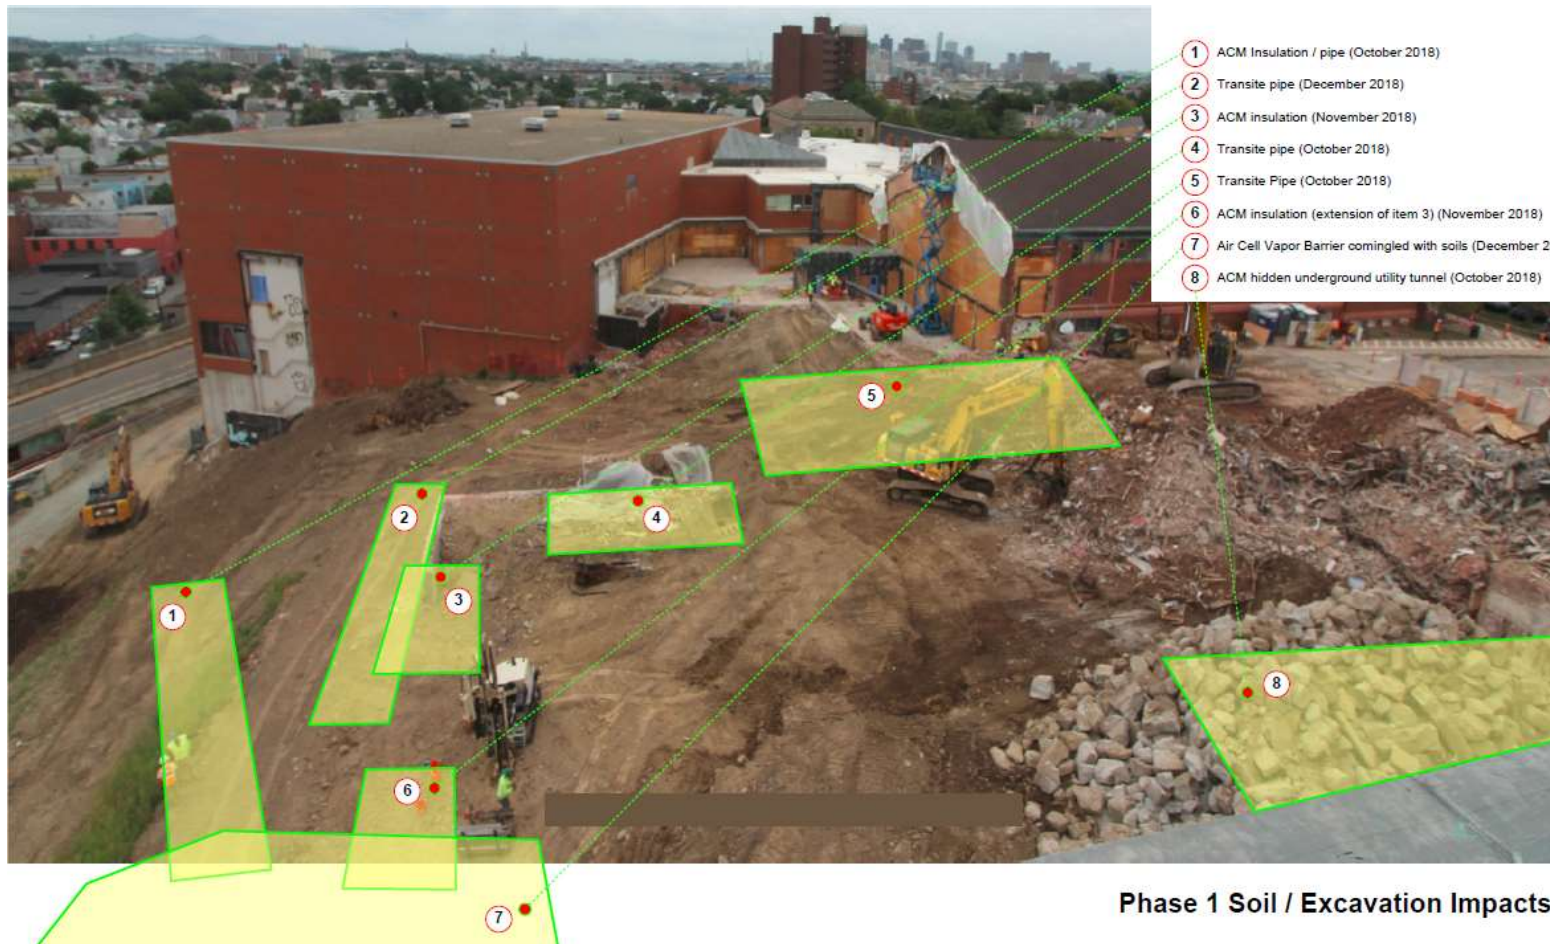 1 ACM Insulation / pipe (October 2018)
2 Transite pipe (December 2018)
3 ACM insulation (November 2018)
4 Transite pipe (October 2018)
5 Transite Pipe (October 2018)
6 ACM insulation (extension of item 3) (November 2018)
7 Air Cell Vapor Barrier comingled with soils (December 2
8 ACM hidden underground utility tunnel (October 2018)
5
2
4
3
1
8
6
7
Phase 1 Soil / Excavation Impacts